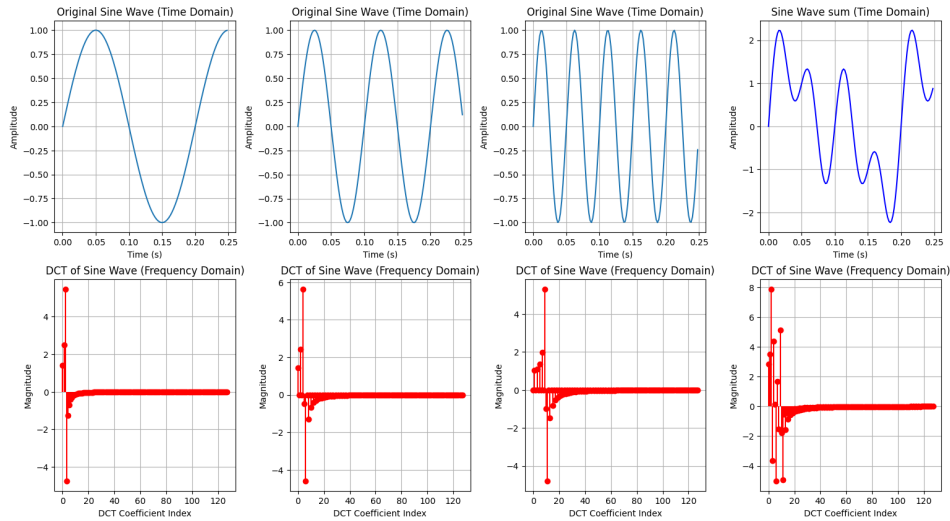 Original Sine Wave (Time Domain)
Original Sine Wave (Time Domain)
Original Sine Wave (Time Domain)
Sine Wave sum (Time Domain)
Amplitude
1.00
0.75
0.50
0.25
0.00
−0.25
−0.50
−0.75
−1.00
0.00 0.05 0.10 0.15 0.20 0.25
Time (s)
Amplitude
1.00
0.75
0.50
0.25
0.00
−0.25
−0.50
−0.75
−1.00
0.00 0.05 0.10 0.15 0.20 0.25
Time (s)
Amplitude
1.00
0.75
0.50
0.25
0.00
−0.25
−0.50
−0.75
−1.00
0.00 0.05 0.10 0.15 0.20 0.25
Time (s)
Amplitude
2
1
0
−1
−2
0.00 0.05 0.10 0.15 0.20 0.25
Time (s)
DCT of Sine Wave (Frequency Domain)
DCT of Sine Wave (Frequency Domain)
DCT of Sine Wave (Frequency Domain)
DCT of Sine Wave (Frequency Domain)
Magnitude
4
2
0
−2
−4
0 20 40 60 80 100 120
DCT Coefficient Index
Magnitude
6
4
2
0
−2
−4
0 20 40 60 80 100 120
DCT Coefficient Index
Magnitude
4
2
0
−2
−4
0 20 40 60 80 100 120
DCT Coefficient Index
Magnitude
8
6
4
2
0
−2
−4
0 20 40 60 80 100 120
DCT Coefficient Index